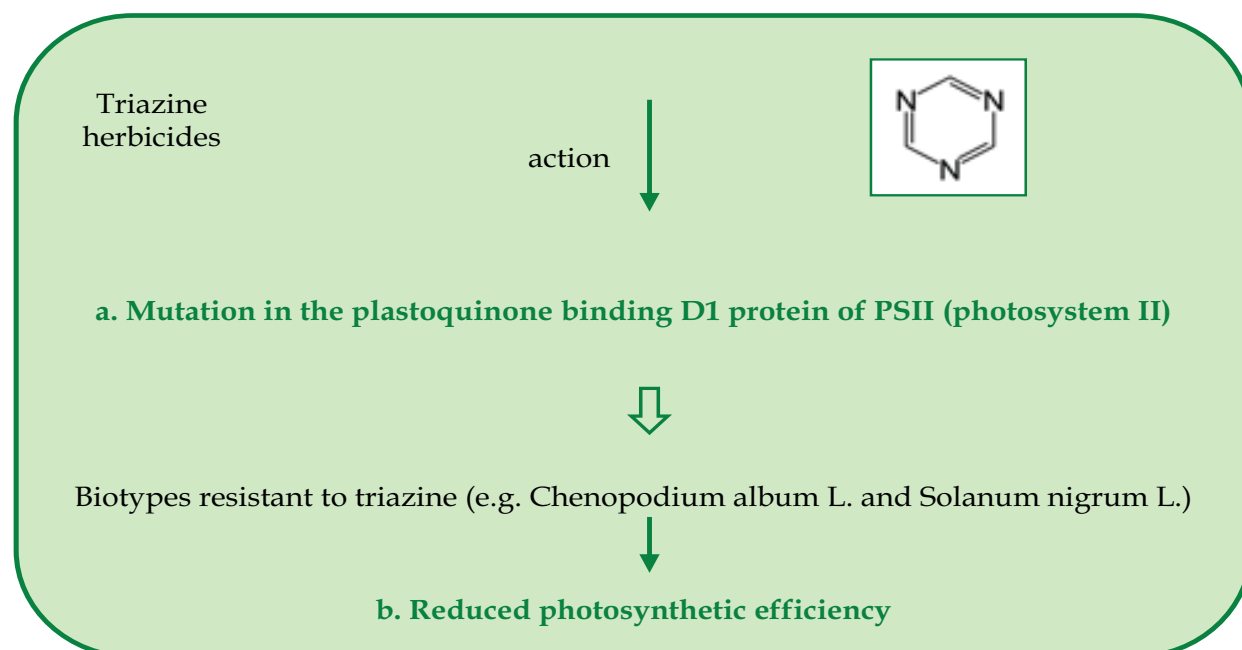 Triazine
herbicides
action
N
N
N
a. Mutation in the plastoquinone binding D1 protein of PSII (photosystem II)
Biotypes resistant to triazine (e.g. Chenopodium album L. and Solanum nigrum L.)
b. Reduced photosynthetic efficiency